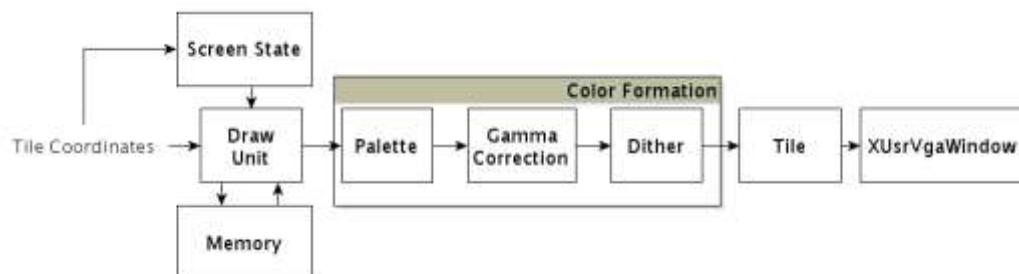 Screen State
Color Formation
Tile Coordinates
Draw
Unit
Palette
Gamma
Correction
Dither
Tile
XUsrVgaWindow
Memory